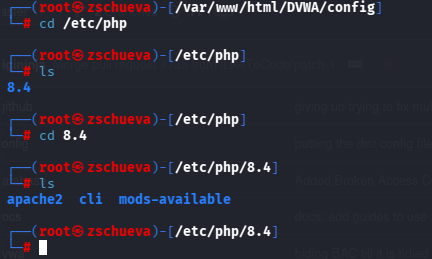 ┌──(root㉿zschueva)-[/var/www/html/DVWA/config]
└─# cd /etc/php
┌──(root㉿zschueva)-[/etc/php]
└─# ls
8.4
┌──(root㉿zschueva)-[/etc/php]
└─# cd 8.4
┌──(root㉿zschueva)-[/etc/php/8.4]
└─# ls
apache2  cli  mods-available
┌──(root㉿zschueva)-[/etc/php/8.4]
└─#